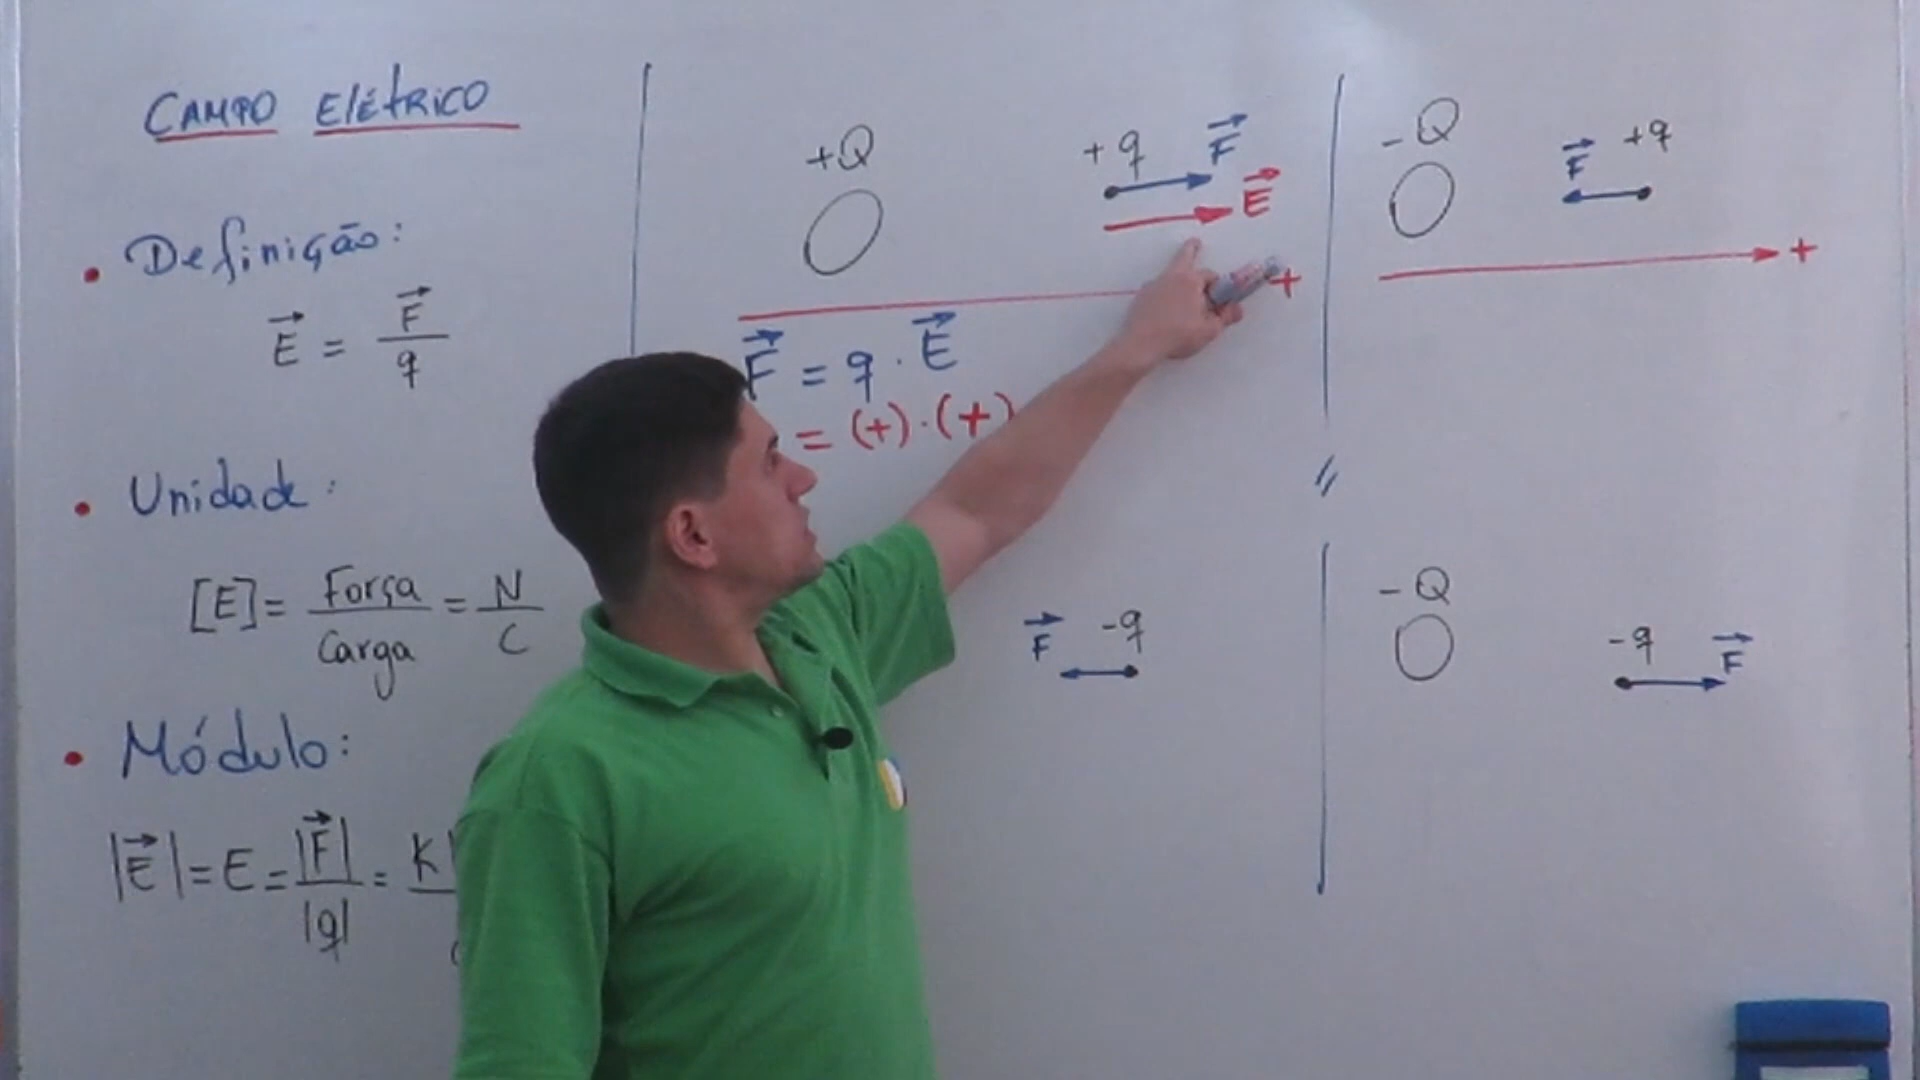 CAMPO ELÉTRICO
• Definição:
E⃗ = F⃗ / q
• Unidade:
[E] = Força / Carga = N / C
• Módulo:
|E⃗| = E = |F⃗| / |q| = K|
+Q
+q F⃗
E⃗
+
F⃗ = q · E⃗
= (+) · (+)
-Q
F⃗ +q
+
F⃗ -q
-Q
-q F⃗